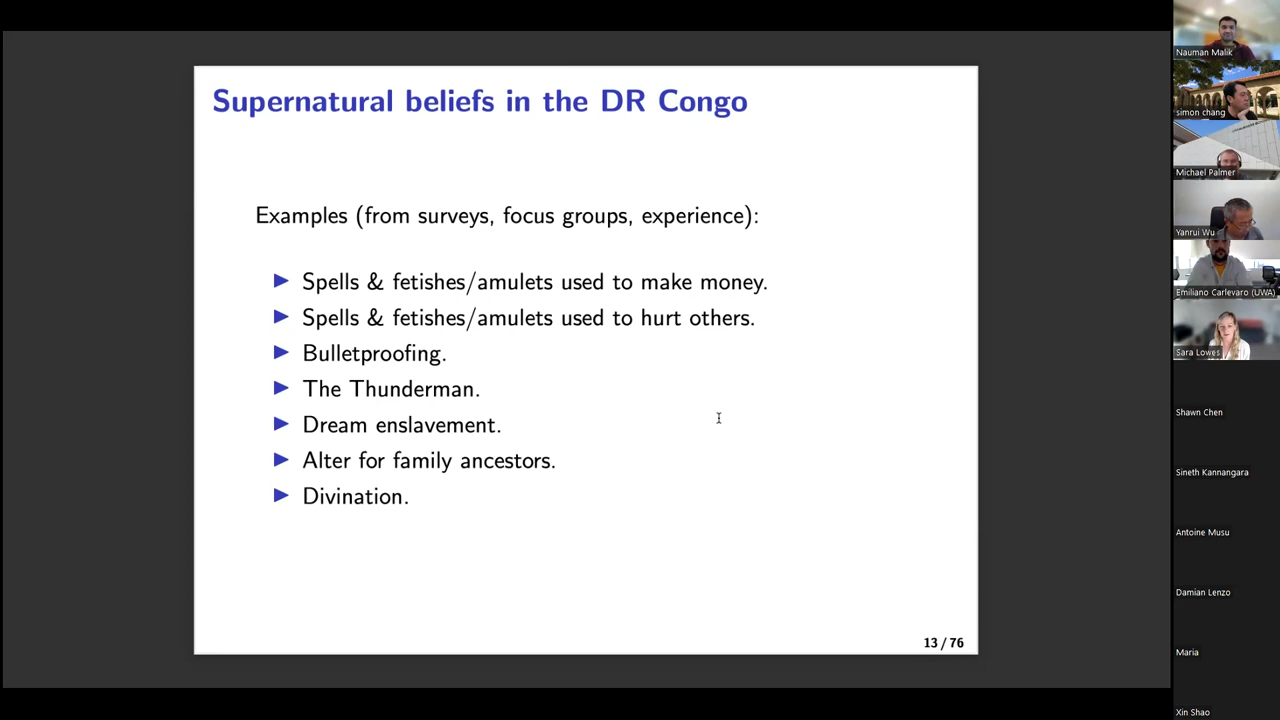 Supernatural beliefs in the DR Congo
Examples (from surveys, focus groups, experience):
Spells & fetishes/amulets used to make money.
Spells & fetishes/amulets used to hurt others.
Bulletproofing.
The Thunderman.
Dream enslavement.
Alter for family ancestors.
Divination.
13 / 76
Nauman Malik
simon chang
Michael Palmer
Yanrui Wu
Emiliano Carlevaro (UWA)
Sara Lowes
Shawn Chen
Sineth Kannangara
Antoine Musu
Damian Lenzo
Maria
Xin Shao